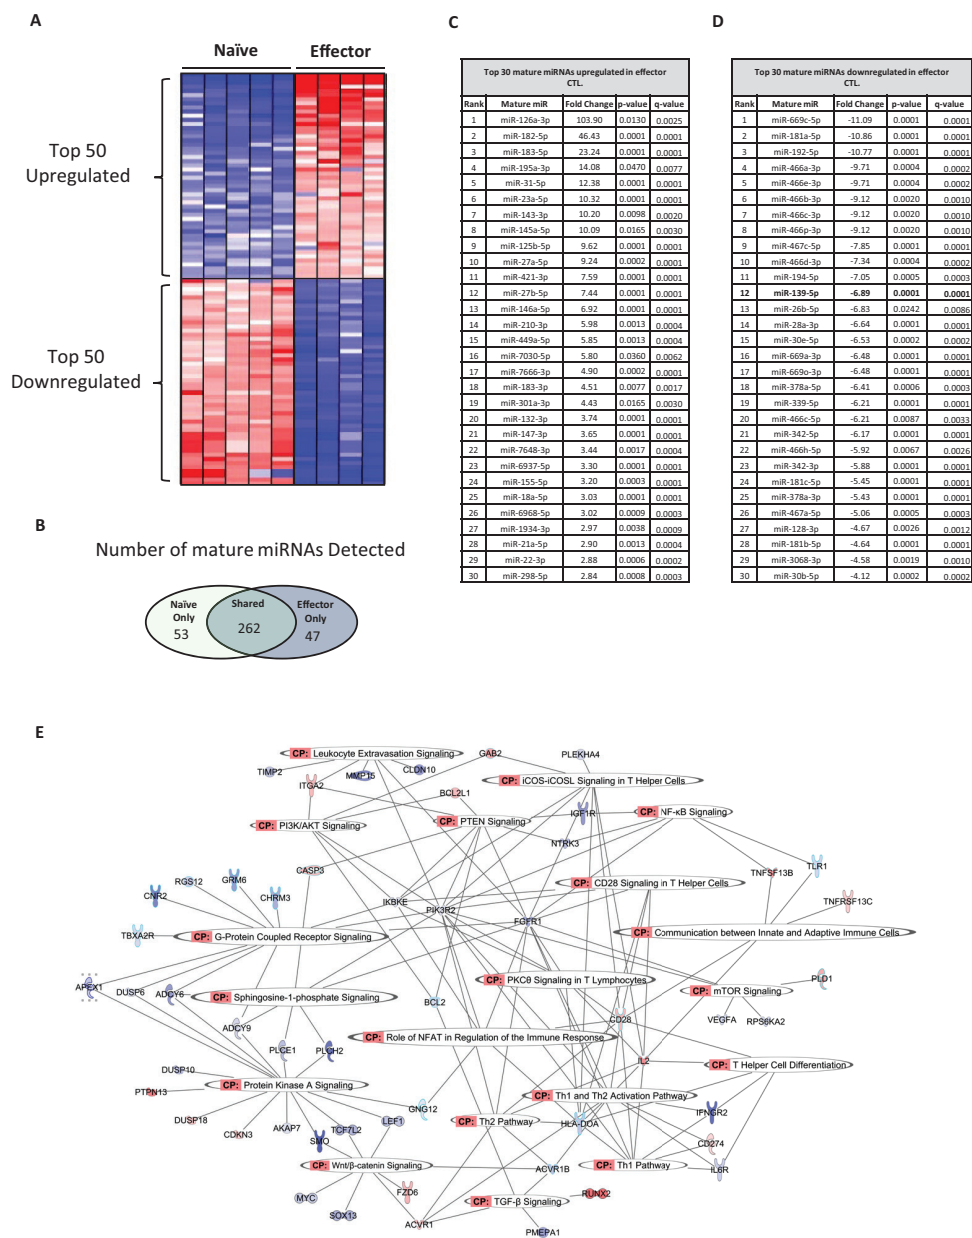 A
Naïve Effector
Top 50
Upregulated
Top 50
Downregulated
B
Number of mature miRNAs Detected
Naïve
Only
53
Shared
262
Effector
Only
47
C
Top 30 mature miRNAs upregulated in effector
CTL.
Rank Mature miR Fold Change p-value q-value
1 miR-126a-3p 103.90 0.0130 0.0025
2 miR-182-5p 46.43 0.0001 0.0001
3 miR-183-5p 23.24 0.0001 0.0001
4 miR-195a-3p 14.08 0.0470 0.0077
5 miR-31-5p 12.38 0.0001 0.0001
6 miR-23a-5p 10.32 0.0001 0.0001
7 miR-143-3p 10.20 0.0098 0.0020
8 miR-145a-5p 10.09 0.0165 0.0030
9 miR-125b-5p 9.62 0.0001 0.0001
10 miR-27a-5p 9.24 0.0002 0.0001
11 miR-421-3p 7.59 0.0001 0.0001
12 miR-27b-5p 7.44 0.0001 0.0001
13 miR-146a-5p 6.92 0.0001 0.0001
14 miR-210-3p 5.98 0.0013 0.0004
15 miR-449a-5p 5.85 0.0013 0.0004
16 miR-7030-5p 5.80 0.0360 0.0062
17 miR-7666-3p 4.90 0.0002 0.0001
18 miR-183-3p 4.51 0.0077 0.0017
19 miR-301a-3p 4.43 0.0165 0.0030
20 miR-132-3p 3.74 0.0001 0.0001
21 miR-147-3p 3.65 0.0001 0.0001
22 miR-7648-3p 3.44 0.0017 0.0004
23 miR-6937-5p 3.30 0.0001 0.0001
24 miR-155-5p 3.20 0.0003 0.0001
25 miR-18a-5p 3.03 0.0001 0.0001
26 miR-6968-5p 3.02 0.0009 0.0003
27 miR-1934-3p 2.97 0.0038 0.0009
28 miR-21a-5p 2.90 0.0013 0.0004
29 miR-22-3p 2.88 0.0006 0.0002
30 miR-298-5p 2.84 0.0008 0.0003
D
Top 30 mature miRNAs downregulated in effector
CTL.
Rank Mature miR Fold Change p-value q-value
1 miR-669c-5p -11.09 0.0001 0.0001
2 miR-181a-5p -10.86 0.0001 0.0001
3 miR-192-5p -10.77 0.0001 0.0001
4 miR-466a-3p -9.71 0.0004 0.0002
5 miR-466e-3p -9.71 0.0004 0.0002
6 miR-466b-3p -9.12 0.0020 0.0010
7 miR-466c-3p -9.12 0.0020 0.0010
8 miR-466p-3p -9.12 0.0020 0.0010
9 miR-467c-5p -7.85 0.0001 0.0001
10 miR-466d-3p -7.34 0.0004 0.0002
11 miR-194-5p -7.05 0.0005 0.0003
12 miR-139-5p -6.89 0.0001 0.0001
13 miR-26b-5p -6.83 0.0242 0.0086
14 miR-28a-3p -6.64 0.0001 0.0001
15 miR-30e-5p -6.53 0.0002 0.0002
16 miR-669a-3p -6.48 0.0001 0.0001
17 miR-669o-3p -6.48 0.0001 0.0001
18 miR-378a-5p -6.41 0.0006 0.0003
19 miR-339-5p -6.21 0.0001 0.0001
20 miR-466c-5p -6.21 0.0087 0.0033
21 miR-342-5p -6.17 0.0001 0.0001
22 miR-466h-5p -5.92 0.0067 0.0026
23 miR-342-3p -5.88 0.0001 0.0001
24 miR-181c-5p -5.45 0.0001 0.0001
25 miR-378a-3p -5.43 0.0001 0.0001
26 miR-467a-5p -5.06 0.0005 0.0003
27 miR-128-3p -4.67 0.0026 0.0012
28 miR-181b-5p -4.64 0.0001 0.0001
29 miR-3068-3p -4.58 0.0019 0.0010
30 miR-30b-5p -4.12 0.0002 0.0002
E
CP: Leukocyte Extravasation Signaling
GAB2
PLEKHA4
TIMP2
MMP15
CLDN10
ITGA2
CP: iCOS-iCOSL Signaling in T Helper Cells
BCL2L1
IGF1R
CP: NF-κB Signaling
CP: PI3K/AKT Signaling
CP: PTEN Signaling
NTRK3
CASP3
TNFSF13B
TLR1
CNR2
RGS12
GRM6
CHRM3
CP: CD28 Signaling in T Helper Cells
IKBKE
PIK3R2
FGFR1
TNFRSF13C
TBXA2R
CP: G-Protein Coupled Receptor Signaling
CP: Communication between Innate and Adaptive Immune Cells
APEX1
DUSP6
ADCY6
CP: Sphingosine-1-phosphate Signaling
BCL2
CP: PKCθ Signaling in T Lymphocytes
CP: mTOR Signaling
PLD1
ADCY9
CD28
VEGFA
RPS6KA2
PLCE1
PLCH2
CP: Role of NFAT in Regulation of the Immune Response
IL2
CP: T Helper Cell Differentiation
DUSP10
PTPN13
CP: Protein Kinase A Signaling
CP: Th1 and Th2 Activation Pathway
DUSP18
CDKN3
AKAP7
SMO
TCF7L2
LEF1
GNG12
CP: Th2 Pathway
HLA-DOA
IFNGR2
CD274
CP: Wnt/β-catenin Signaling
ACVR1B
CP: Th1 Pathway
IL6R
MYC
SOX13
FZD6
ACVR1
CP: TGF-β Signaling
RUNX2
PMEPA1